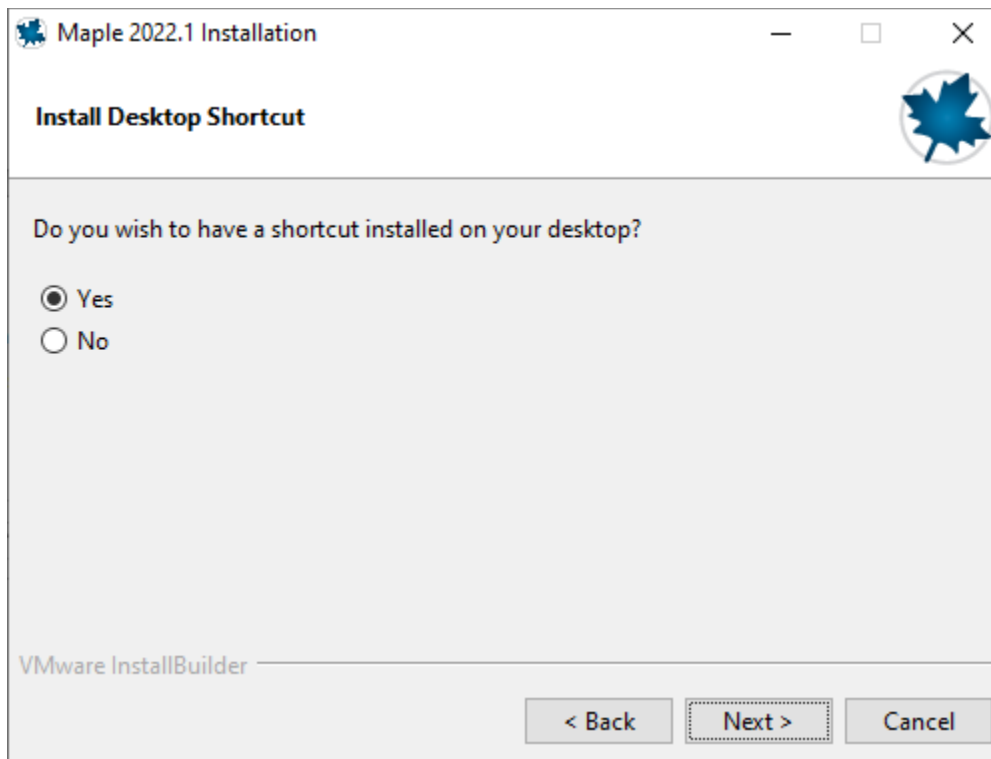 Maple 2022.1 Installation
Install Desktop Shortcut
Do you wish to have a shortcut installed on your desktop?
Yes
No
VMware InstallBuilder
< Back Next > Cancel